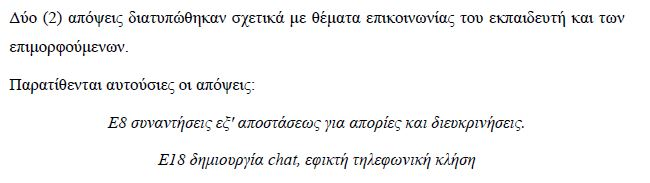 Δύο (2) απόψεις διατυπώθηκαν σχετικά με θέματα επικοινωνίας του εκπαιδευτή και των
επιμορφούμενων.
Παρατίθενται αυτούσιες οι απόψεις:
Ε8 συναντήσεις εξ' αποστάσεως για απορίες και διευκρινήσεις.
Ε18 δημιουργία chat, εφικτή τηλεφωνική κλήση